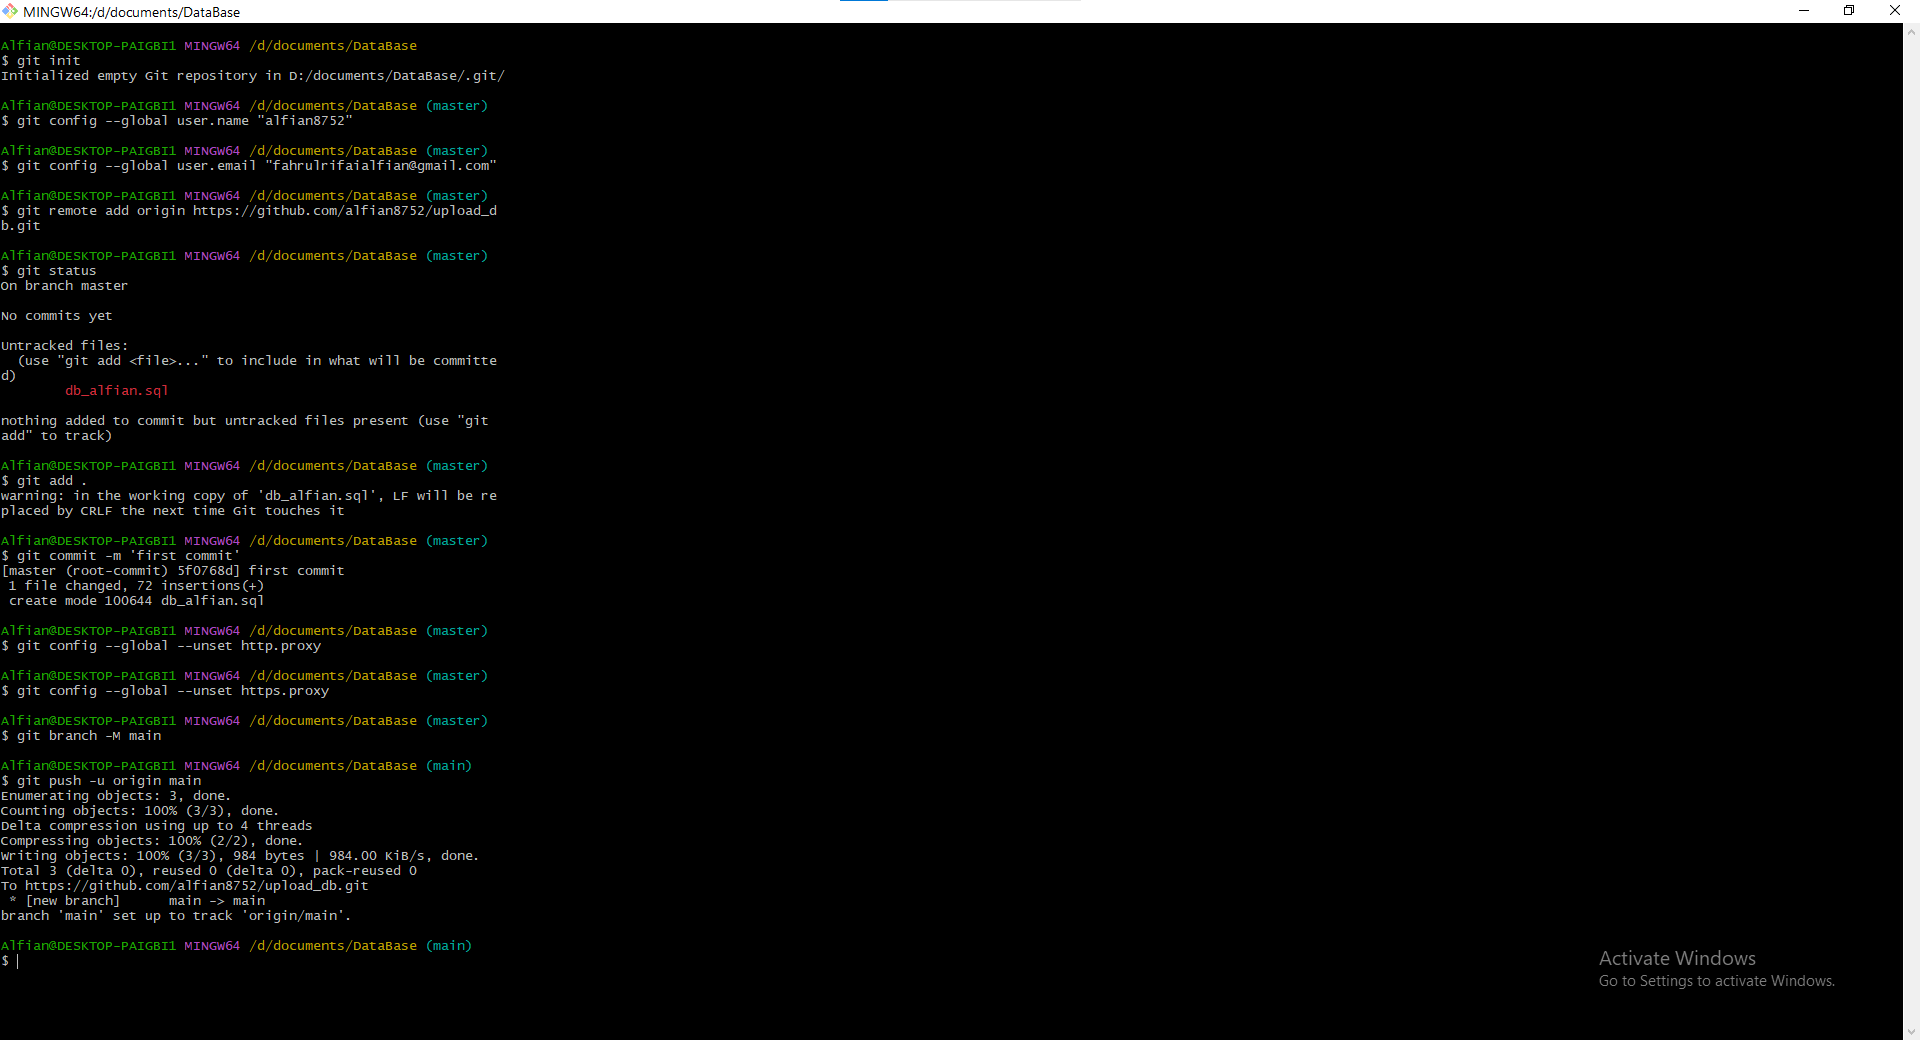 MINGW64:/d/documents/DataBase
Alfian@DESKTOP-PAIGBI1 MINGW64 /d/documents/DataBase
$ git init
Initialized empty Git repository in D:/documents/DataBase/.git/
Alfian@DESKTOP-PAIGBI1 MINGW64 /d/documents/DataBase (master)
$ git config --global user.name "alfian8752"
Alfian@DESKTOP-PAIGBI1 MINGW64 /d/documents/DataBase (master)
$ git config --global user.email "fahrulrifaialfian@gmail.com"
Alfian@DESKTOP-PAIGBI1 MINGW64 /d/documents/DataBase (master)
$ git remote add origin https://github.com/alfian8752/upload_d
b.git
Alfian@DESKTOP-PAIGBI1 MINGW64 /d/documents/DataBase (master)
$ git status
On branch master
No commits yet
Untracked files:
  (use "git add <file>..." to include in what will be committe
d)
        db_alfian.sql
nothing added to commit but untracked files present (use "git
add" to track)
Alfian@DESKTOP-PAIGBI1 MINGW64 /d/documents/DataBase (master)
$ git add .
warning: in the working copy of 'db_alfian.sql', LF will be re
placed by CRLF the next time Git touches it
Alfian@DESKTOP-PAIGBI1 MINGW64 /d/documents/DataBase (master)
$ git commit -m 'first commit'
[master (root-commit) 5f0768d] first commit
 1 file changed, 72 insertions(+)
 create mode 100644 db_alfian.sql
Alfian@DESKTOP-PAIGBI1 MINGW64 /d/documents/DataBase (master)
$ git config --global --unset http.proxy
Alfian@DESKTOP-PAIGBI1 MINGW64 /d/documents/DataBase (master)
$ git config --global --unset https.proxy
Alfian@DESKTOP-PAIGBI1 MINGW64 /d/documents/DataBase (master)
$ git branch -M main
Alfian@DESKTOP-PAIGBI1 MINGW64 /d/documents/DataBase (main)
$ git push -u origin main
Enumerating objects: 3, done.
Counting objects: 100% (3/3), done.
Delta compression using up to 4 threads
Compressing objects: 100% (2/2), done.
Writing objects: 100% (3/3), 984 bytes | 984.00 KiB/s, done.
Total 3 (delta 0), reused 0 (delta 0), pack-reused 0
To https://github.com/alfian8752/upload_db.git
 * [new branch]      main -> main
branch 'main' set up to track 'origin/main'.
Alfian@DESKTOP-PAIGBI1 MINGW64 /d/documents/DataBase (main)
$
Activate Windows
Go to Settings to activate Windows.